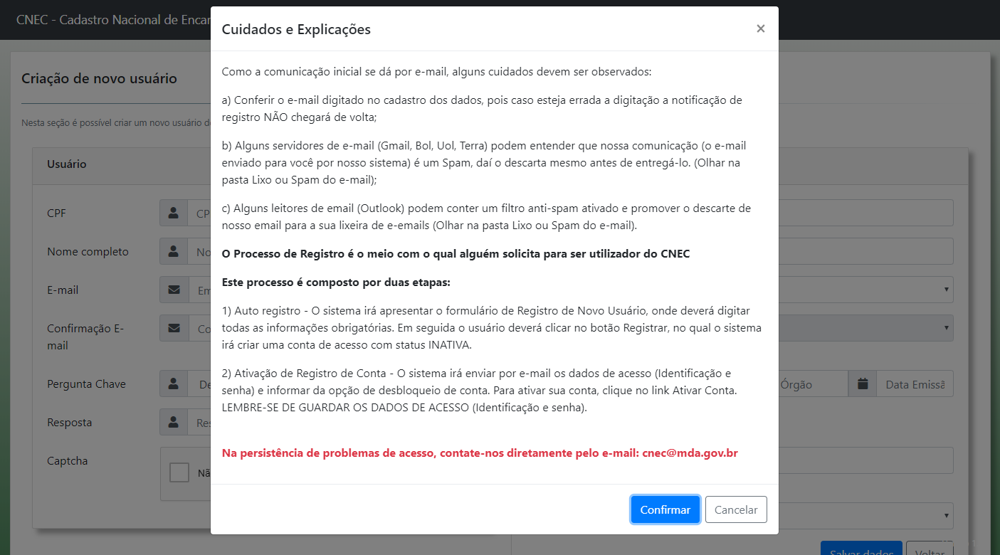 CNEC - Cadastro Nacional de Encar
Cuidados e Explicações
×
Como a comunicação inicial se dá por e-mail, alguns cuidados devem ser observados:
a) Conferir o e-mail digitado no cadastro dos dados, pois caso esteja errada a digitação a notificação de
registro NÃO chegará de volta;
b) Alguns servidores de e-mail (Gmail, Bol, Uol, Terra) podem entender que nossa comunicação (o e-mail
enviado para você por nosso sistema) é um Spam, daí o descarta mesmo antes de entregá-lo. (Olhar na
pasta Lixo ou Spam do e-mail);
c) Alguns leitores de email (Outlook) podem conter um filtro anti-spam ativado e promover o descarte de
nosso email para a sua lixeira de e-emails (Olhar na pasta Lixo ou Spam do e-mail).
O Processo de Registro é o meio com o qual alguém solicita para ser utilizador do CNEC
Este processo é composto por duas etapas:
1) Auto registro - O sistema irá apresentar o formulário de Registro de Novo Usuário, onde deverá digitar
todas as informações obrigatórias. Em seguida o usuário deverá clicar no botão Registrar, no qual o sistema
irá criar uma conta de acesso com status INATIVA.
2) Ativação de Registro de Conta - O sistema irá enviar por e-mail os dados de acesso (Identificação e
senha) e informar da opção de desbloqueio de conta. Para ativar sua conta, clique no link Ativar Conta.
LEMBRE-SE DE GUARDAR OS DADOS DE ACESSO (Identificação e senha).
Na persistência de problemas de acesso, contate-nos diretamente pelo e-mail: cnec@mda.gov.br
Confirmar
Cancelar
Criação de novo usuário
Nesta seção é possível criar um novo usuário d
Usuário
CPF
CP
Nome completo
No
E-mail
Em
Confirmação E-
mail
Co
Pergunta Chave
De
Órgão
Data Emissã
Resposta
Res
Captcha
Nã
Salvar dados
Voltar